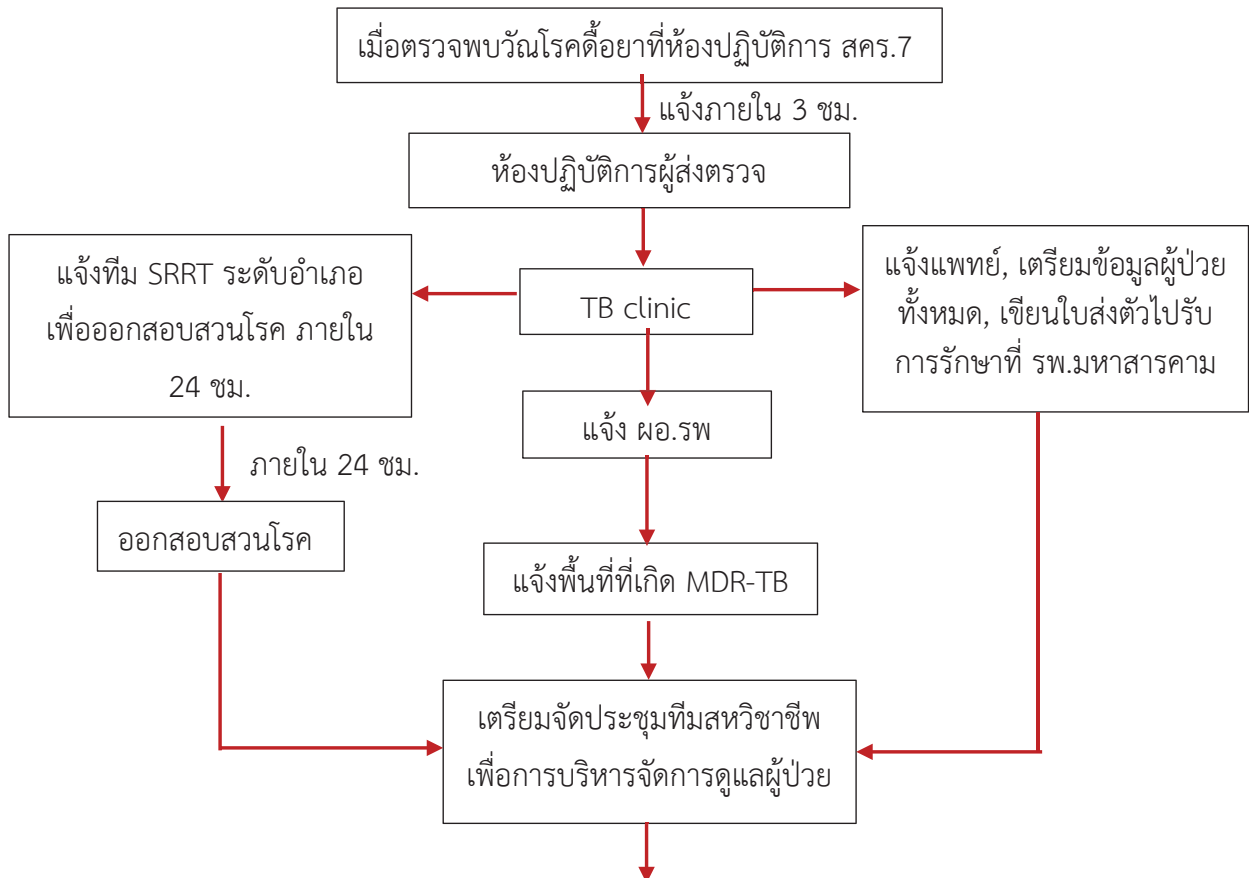 เมื่อตรวจพบวัณโรคดื้อยาที่ห้องปฏิบัติการ สคร.7
แจ้งภายใน 3 ชม.
ห้องปฏิบัติการผู้ส่งตรวจ
แจ้งทีม SRRT ระดับอำเภอ
เพื่อออกสอบสวนโรค ภายใน
24 ชม.
TB clinic
แจ้งแพทย์, เตรียมข้อมูลผู้ป่วย
ทั้งหมด, เขียนใบส่งตัวไปรับ
การรักษาที่ รพ.มหาสารคาม
แจ้ง ผอ.รพ
ภายใน 24 ชม.
ออกสอบสวนโรค
แจ้งพื้นที่ที่เกิด MDR-TB
เตรียมจัดประชุมทีมสหวิชาชีพ
เพื่อการบริหารจัดการดูแลผู้ป่วย